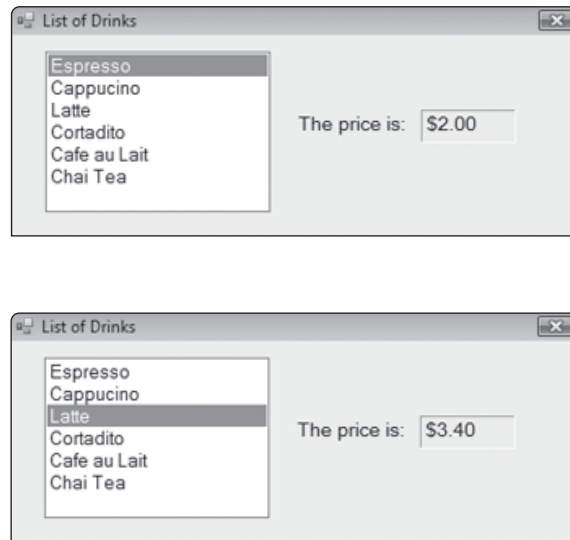 List of Drinks
Espresso
Cappucino
Latte
Cortadito
Cafe au Lait
Chai Tea
The price is: $2.00
List of Drinks
Espresso
Cappucino
Latte
Cortadito
Cafe au Lait
Chai Tea
The price is: $3.40